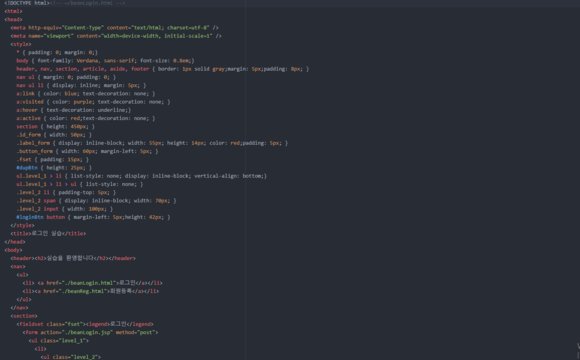 <!DOCTYPE html><!-- ./beanLogin.html -->
<html>
<head>
<meta http-equiv="Content-Type" content="text/html; charset=utf-8" />
<meta name="viewport" content="width=device-width, initial-scale=1" />
<style>
* { padding: 0; margin: 0;}
body { font-family: Verdana, sans-serif; font-size: 0.8em;}
header, nav, section, article, aside, footer { border: 1px solid gray;margin: 5px;padding: 8px; }
nav ul { margin: 0; padding: 0; }
nav ul li { display: inline; margin: 5px; }
a:link { color: blue; text-decoration: none; }
a:visited { color: purple; text-decoration: none; }
a:hover { text-decoration: underline;}
a:active { color: red;text-decoration: none; }
section { height: 450px; }
.id_form { width: 50px; }
.label_form { display: inline-block; width: 55px; height: 14px; color: red;padding: 1px; }
.button_form { width: 60px; margin-left: 5px; }
.fset { padding: 15px; }
#dupBtn { height: 25px; }
ul.level_1 > li { list-style: none; display: inline-block; vertical-align: bottom;}
ul.level_1 > li > ul { list-style: none; }
.level_2 li { padding-top: 5px; }
.level_2 span { display: inline-block; width: 70px; }
.level_2 input { width: 100px; }
#loginBtn button { margin-left: 5px;height: 42px; }
</style>
<title>로그인 실습</title>
</head>
<body>
<header><h2>실습을 환영합니다</h2></header>
<nav>
<ul>
<li> <a href="./beanLogin.html">로그인</a></li>
<li><a href="./beanReg.html">회원등록</a></li>
</ul>
</nav>
<section>
<fieldset class="fset"><legend>로그인</legend>
<form action="./beanLogin.jsp" method="post">
<ul class="level_1">
<li>
<ul class="level_2">